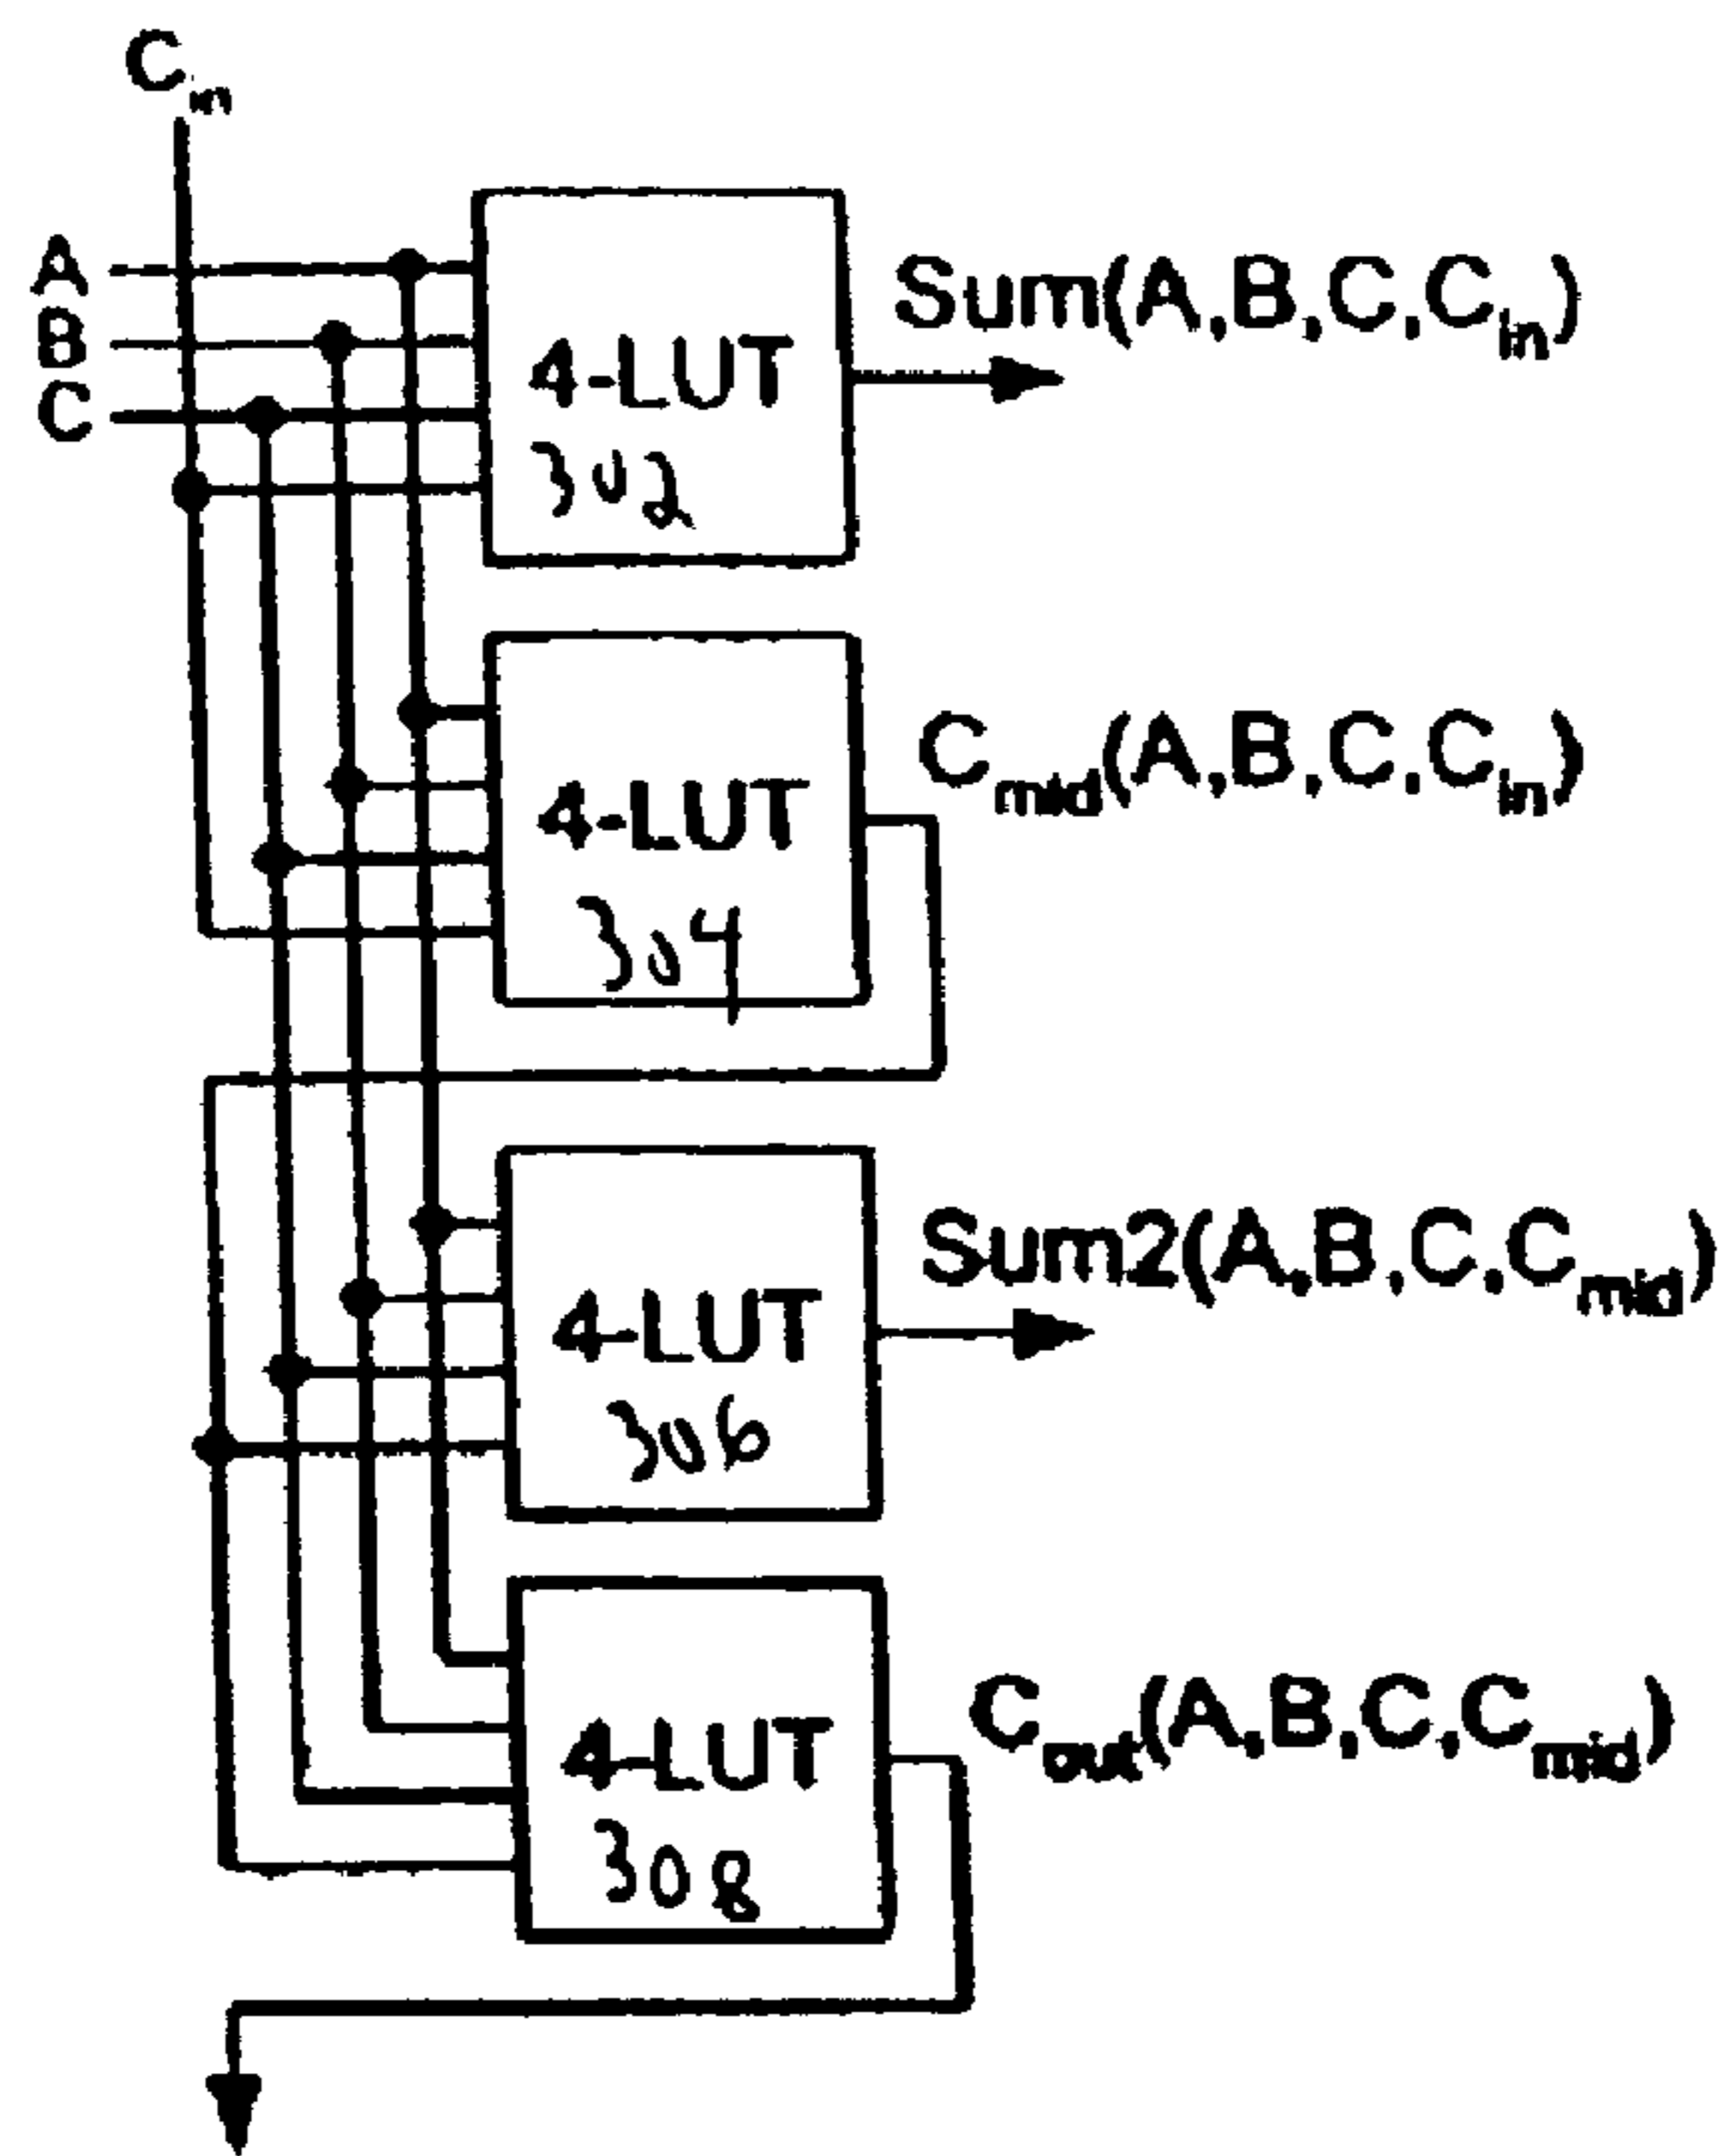 C_in
A
B
C
4-LUT
302
Sum(A,B,C,C_in)
4-LUT
304
C_mid(A,B,C,C_in)
4-LUT
306
Sum2(A,B,C,C_mid)
4-LUT
308
C_out(A,B,C,C_mid)